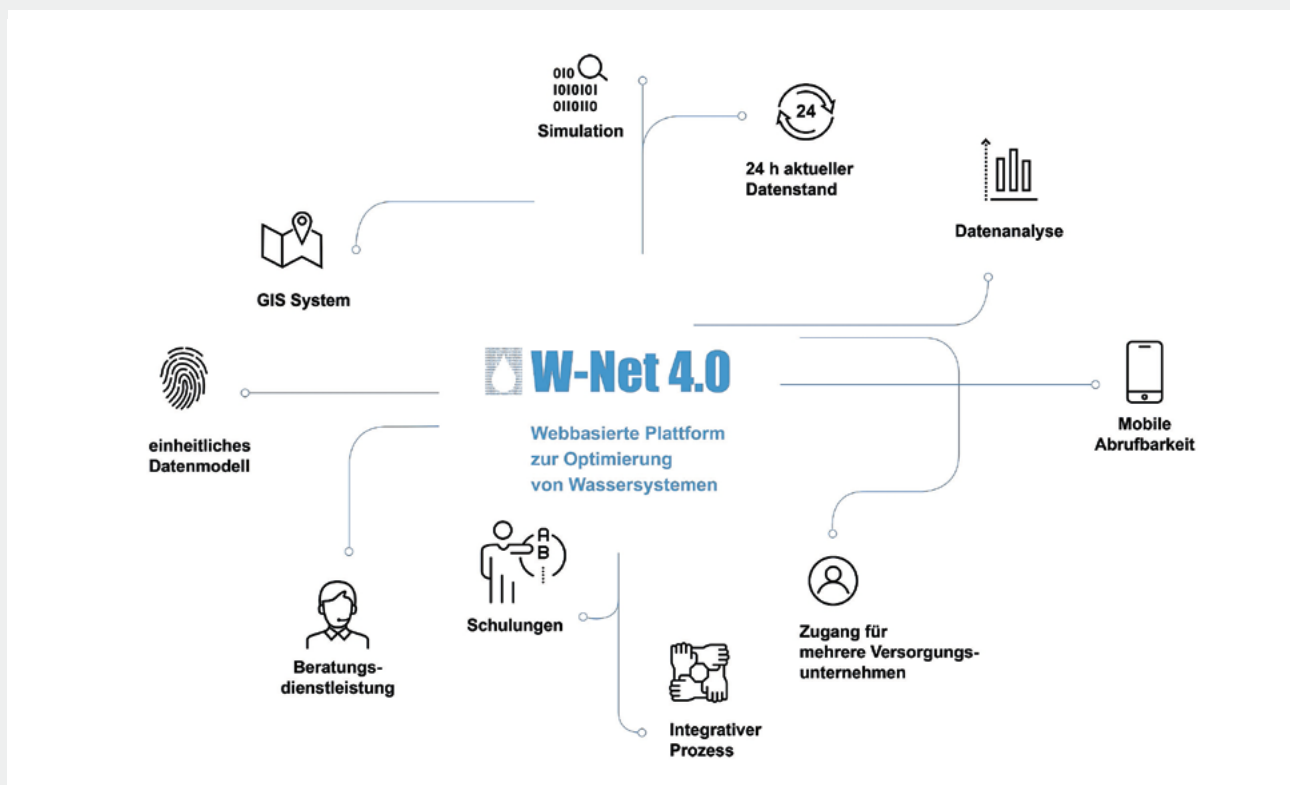 010
1010101
0110110
Simulation
24
24 h aktueller
Datenstand
Datenanalyse
GIS System
W-Net 4.0
Webbasierte Plattform
zur Optimierung
von Wassersystemen
einheitliches
Datenmodell
Mobile
Abrufbarkeit
A
B
Schulungen
Beratungs-
dienstleistung
Zugang für
mehrere Versorgungs-
unternehmen
Integrativer
Prozess